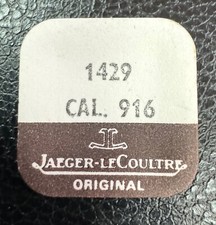 1429
CAL. 916
JAEGER-LECOULTRE
ORIGINAL